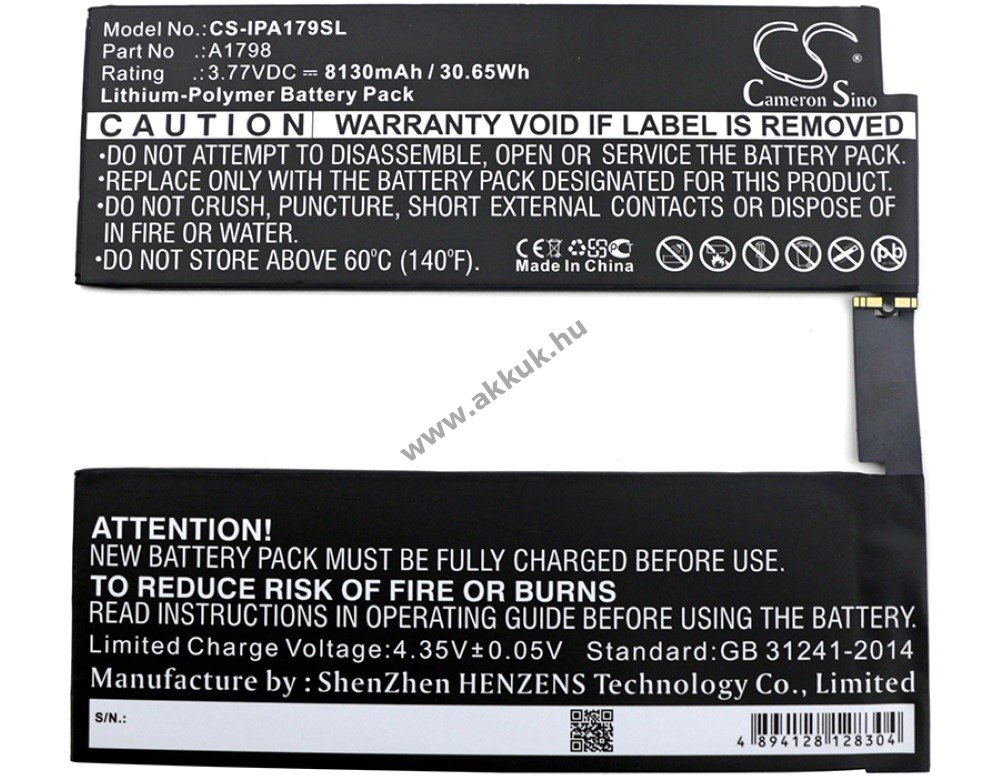 Model No.:CS-IPA179SL
Part No .:A1798
Rating .:3.77VDC ⎓ 8130mAh / 30.65Wh
Lithium-Polymer Battery Pack
CS
Cameron Sino
CAUTION WARRANTY VOID IF LABEL IS REMOVED
•DO NOT ATTEMPT TO DISASSEMBLE, OPEN OR SERVICE THE BATTERY PACK.
•REPLACE ONLY WITH THE BATTERY PACK DESIGNATED FOR THIS PRODUCT.
•DO NOT CRUSH, PUNCTURE, SHORT EXTERNAL CONTACTS OR DISPOSE OF
IN FIRE OR WATER.
•DO NOT STORE ABOVE 60°C (140°F).
CE
Made In China
Pb
www.akkuk.hu
ATTENTION!
NEW BATTERY PACK MUST BE FULLY CHARGED BEFORE USE.
TO REDUCE RISK OF FIRE OR BURNS
READ INSTRUCTIONS IN OPERATING GUIDE BEFORE USING THE BATTERY.
Limited Charge Voltage:4.35V±0.05V Standard:GB 31241-2014
Manufacture by : ShenZhen HENZENS Technology Co., Limited
S/N.:
4 894128 128304